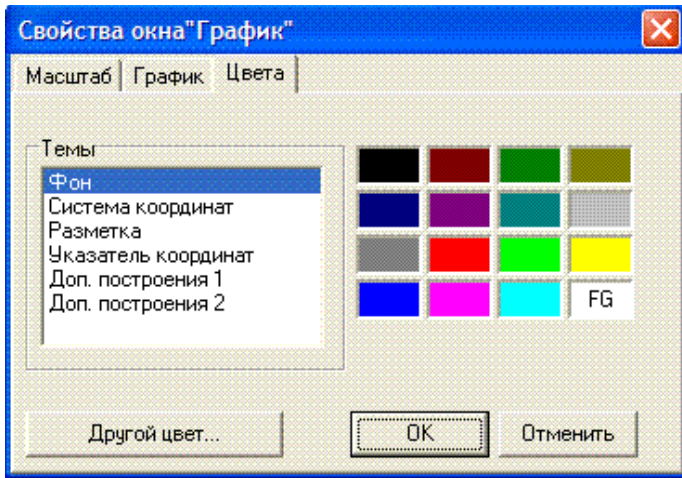 Свойства окна"График"
Масштаб График Цвета
Темы
Фон
Система координат
Разметка
Указатель координат
Доп. построения 1
Доп. построения 2
FG
Другой цвет... OK Отменить